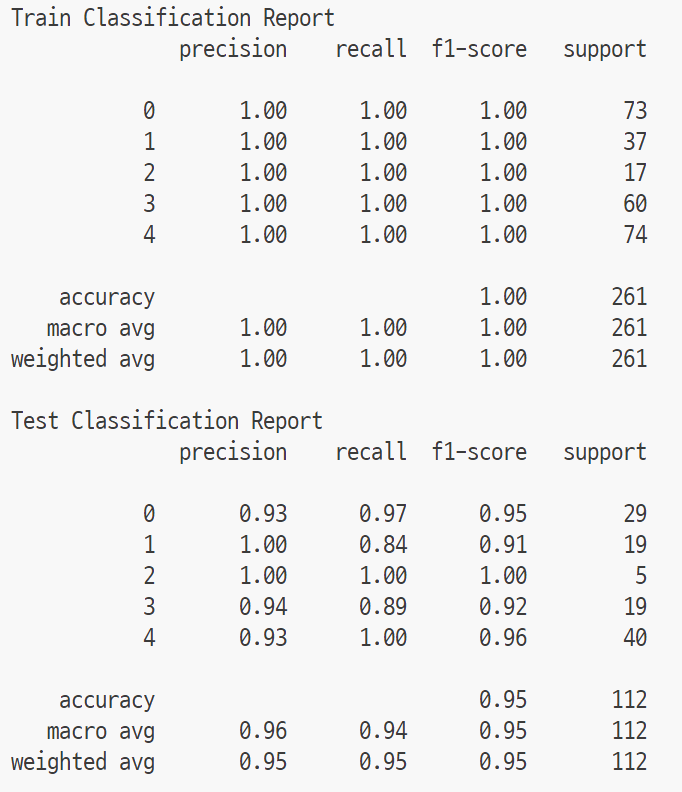 Train Classification Report
precision recall f1-score support
0 1.00 1.00 1.00 73
1 1.00 1.00 1.00 37
2 1.00 1.00 1.00 17
3 1.00 1.00 1.00 60
4 1.00 1.00 1.00 74
accuracy 1.00 261
macro avg 1.00 1.00 1.00 261
weighted avg 1.00 1.00 1.00 261
Test Classification Report
precision recall f1-score support
0 0.93 0.97 0.95 29
1 1.00 0.84 0.91 19
2 1.00 1.00 1.00 5
3 0.94 0.89 0.92 19
4 0.93 1.00 0.96 40
accuracy 0.95 112
macro avg 0.96 0.94 0.95 112
weighted avg 0.95 0.95 0.95 112